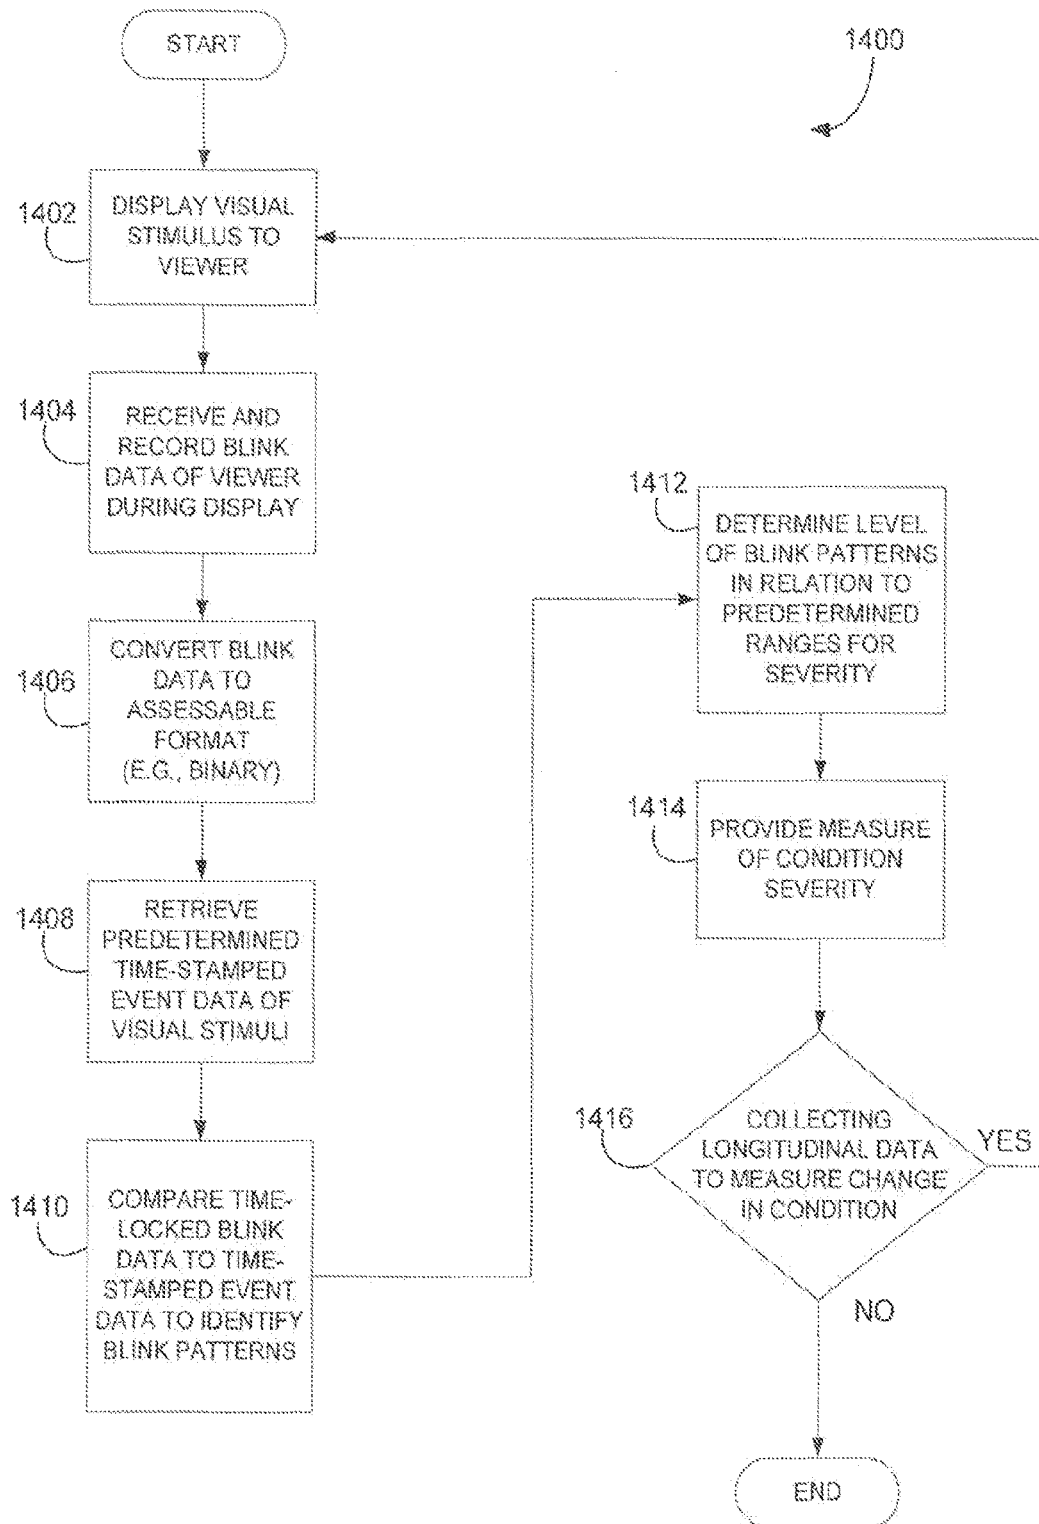 START
1400
1402
DISPLAY VISUAL
STIMULUS TO
VIEWER
1404
RECEIVE AND
RECORD BLINK
DATA OF VIEWER
DURING DISPLAY
1406
CONVERT BLINK
DATA TO
ASSESSABLE
FORMAT
(E.G., BINARY)
1408
RETRIEVE
PREDETERMINED
TIME-STAMPED
EVENT DATA OF
VISUAL STIMULI
1410
COMPARE TIME-
LOCKED BLINK
DATA TO TIME-
STAMPED EVENT
DATA TO IDENTIFY
BLINK PATTERNS
1412
DETERMINE LEVEL
OF BLINK PATTERNS
IN RELATION TO
PREDETERMINED
RANGES FOR
SEVERITY
1414
PROVIDE MEASURE
OF CONDITION
SEVERITY
1416
COLLECTING
LONGITUDINAL DATA
TO MEASURE CHANGE
IN CONDITION
YES
NO
END